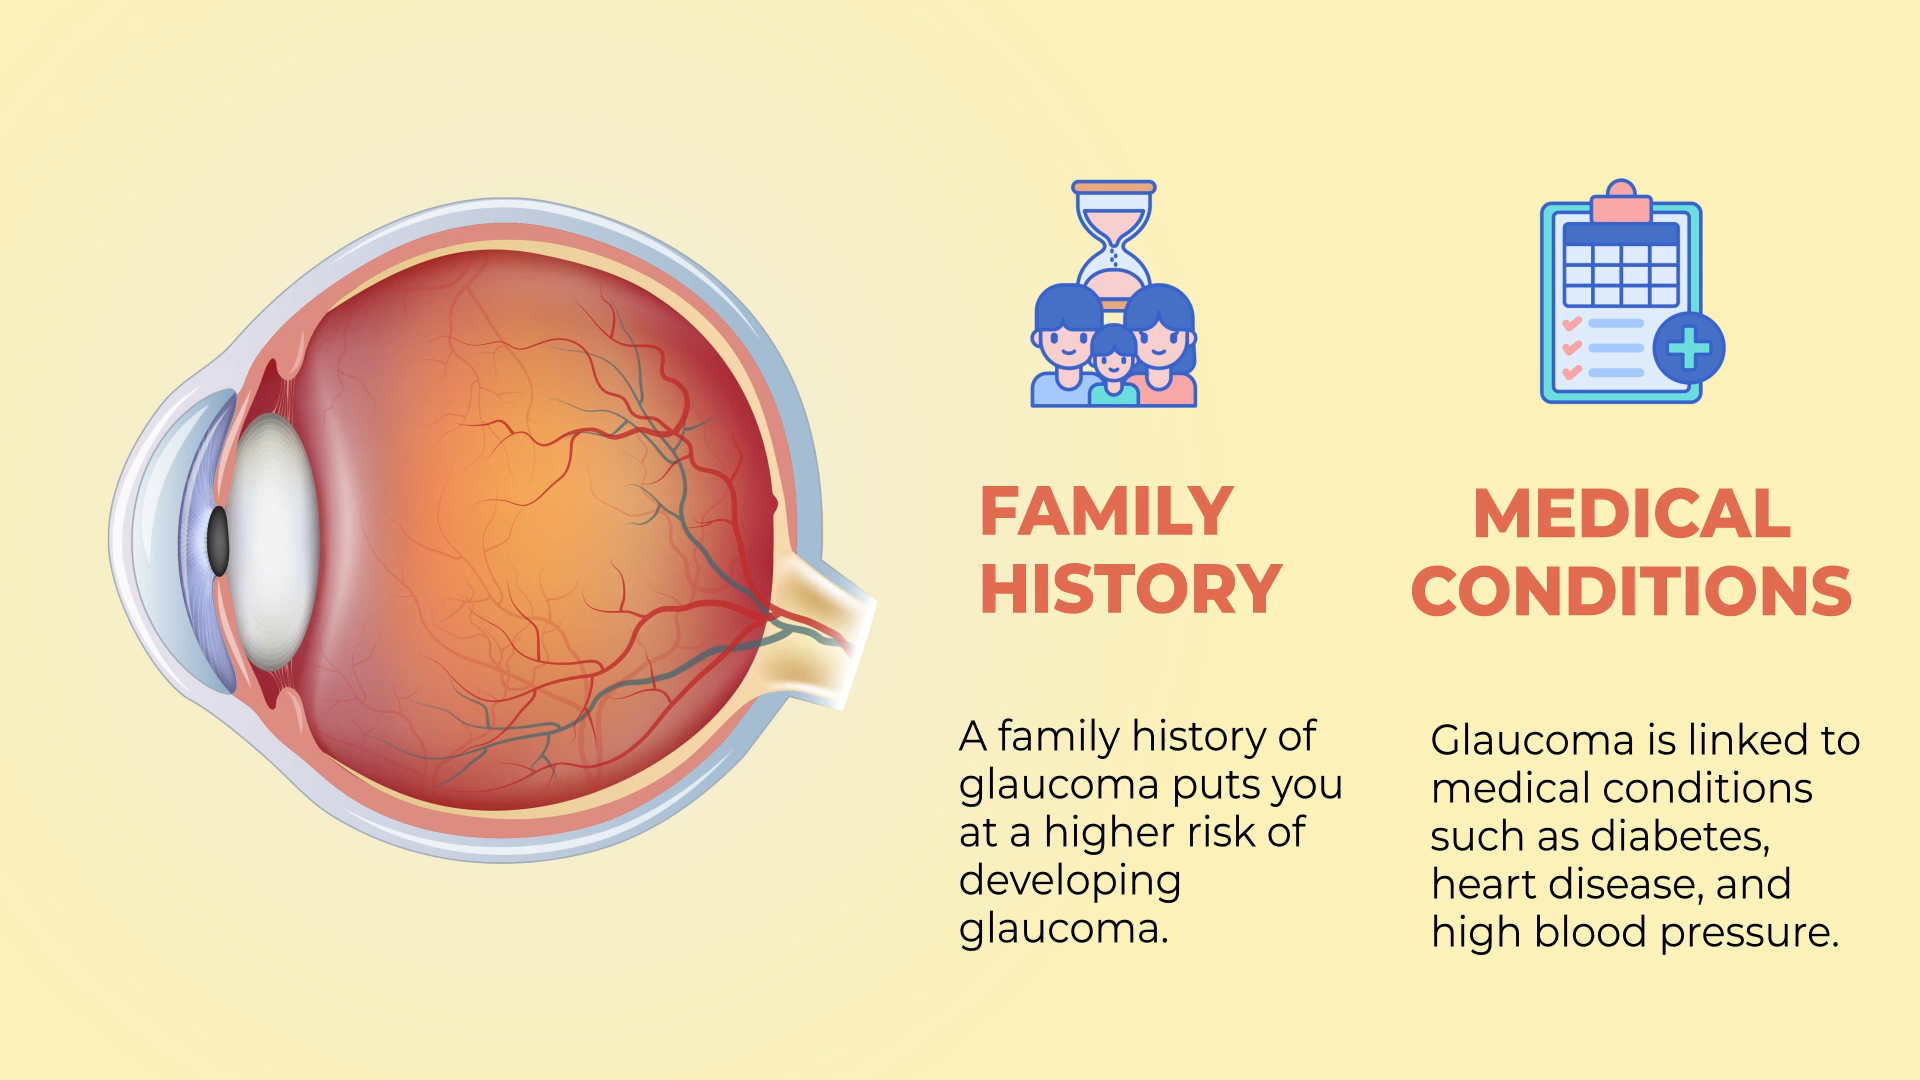 FAMILY
HISTORY
A family history of
glaucoma puts you
at a higher risk of
developing
glaucoma.
MEDICAL
CONDITIONS
Glaucoma is linked to
medical conditions
such as diabetes,
heart disease, and
high blood pressure.